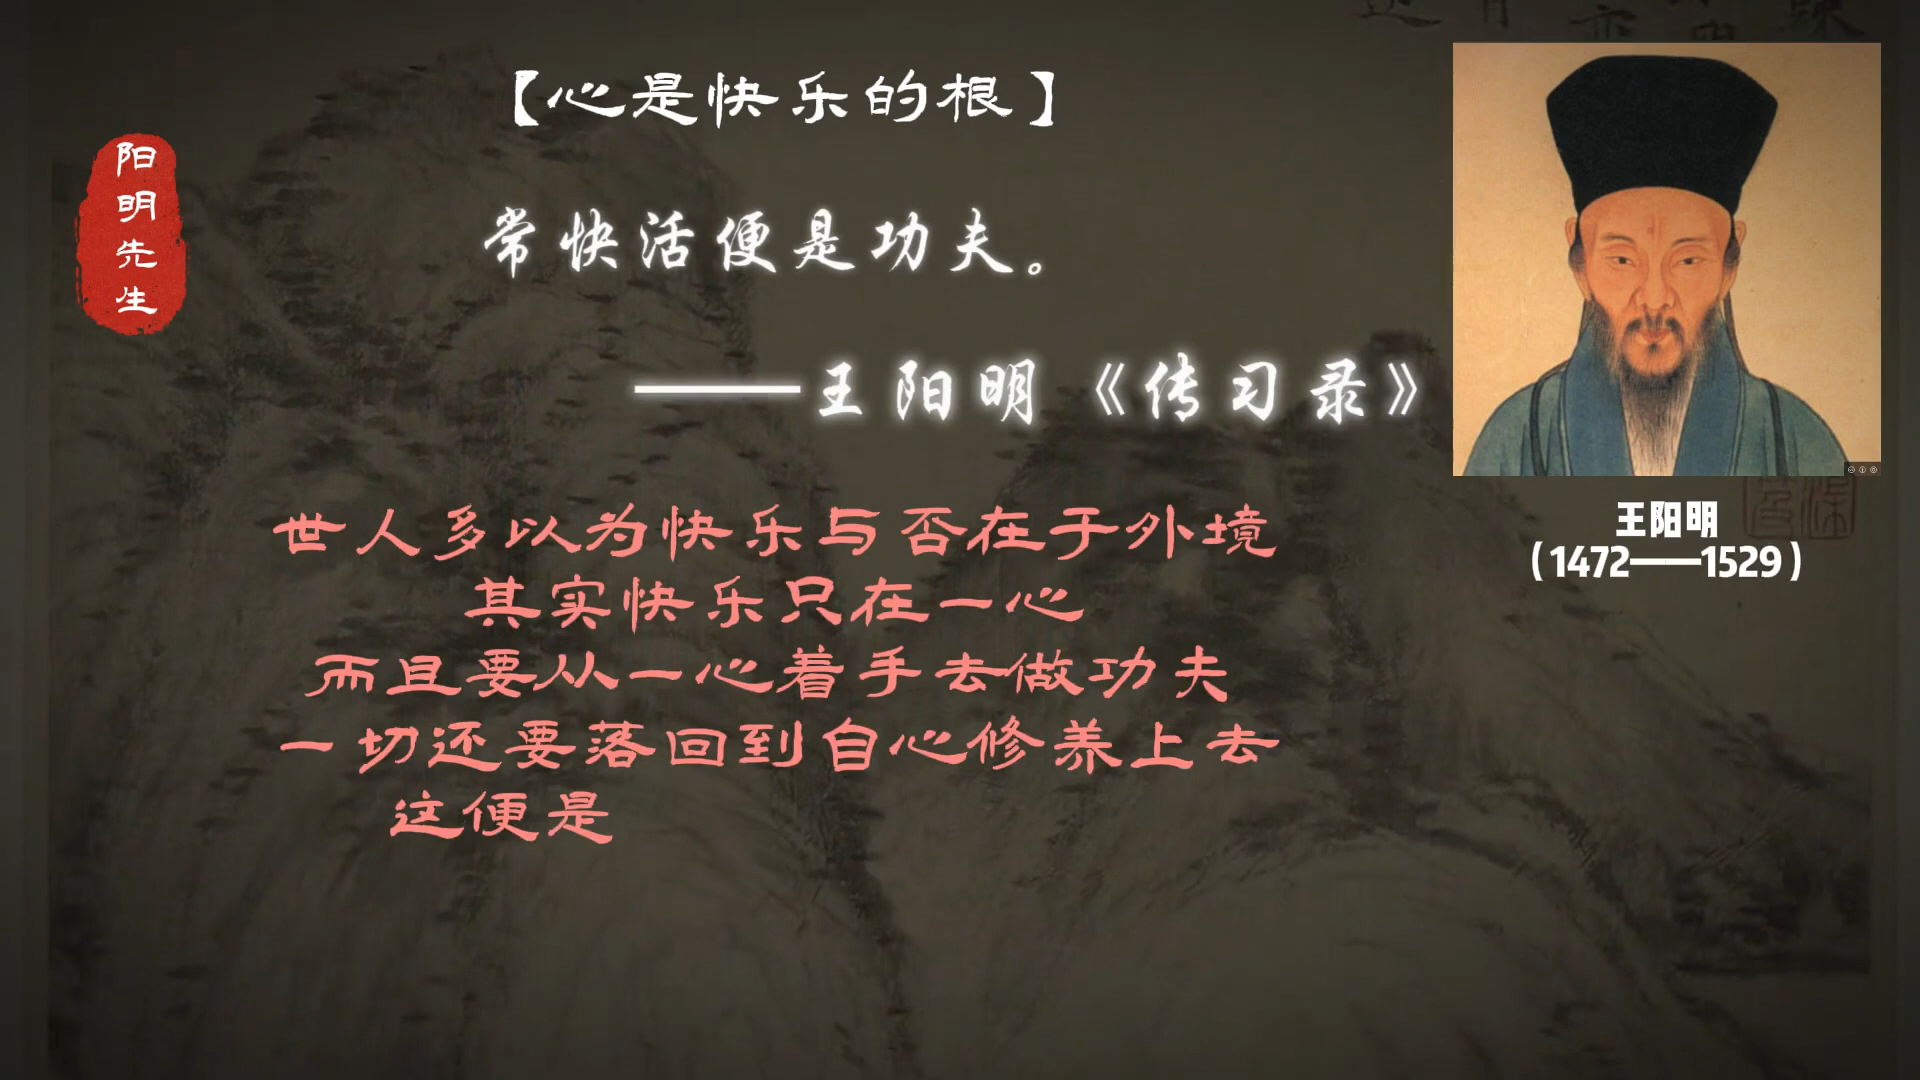 【心是快乐的根】
阳明先生
常快活便是功夫。
——王阳明《传习录》
世人多以为快乐与否在于外境
其实快乐只在一心
而且要从一心着手去做功夫
一切还要落回到自心修养上去
这便是
王阳明
（1472——1529）